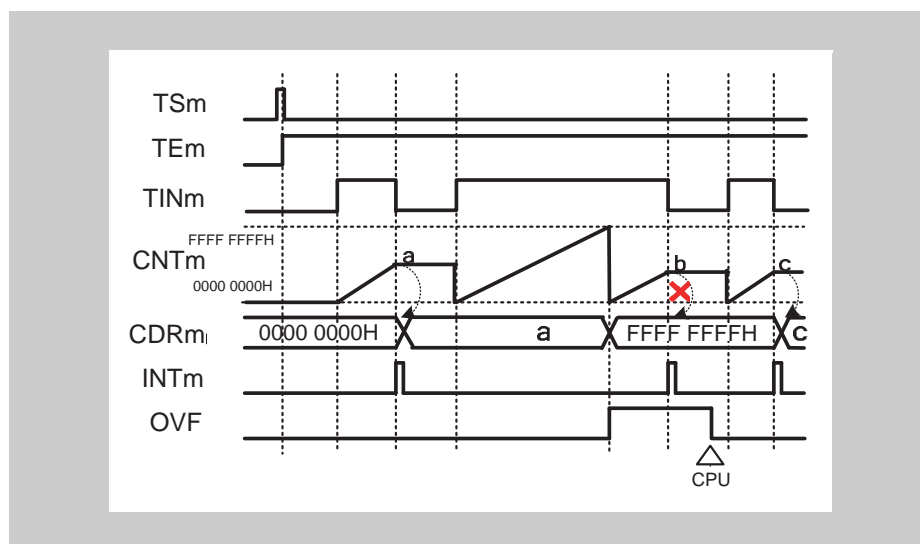 TSm
TEm
TINm
FFFF FFFFH
CNTm
a
b
c
0000 0000H
CDRm
0000 0000H
a
FFFF FFFFH
c
INTm
OVF
CPU